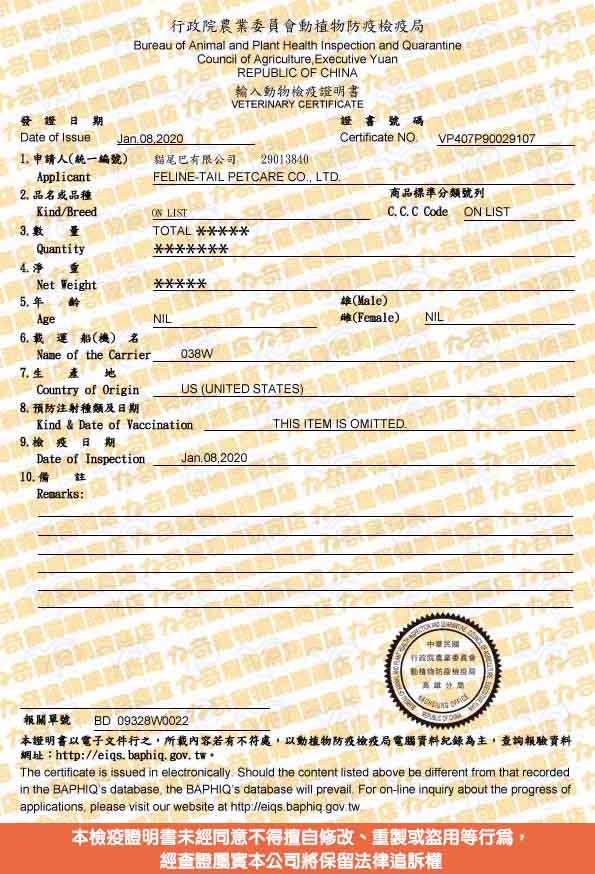 行政院農業委員會動植物防疫檢疫局
Bureau of Animal and Plant Health Inspection and Quarantine
Council of Agriculture,Executive Yuan
REPUBLIC OF CHINA
輸入動物檢疫證明書
VETERINARY CERTIFICATE
發證日期 證書號碼
Date of Issue Jan.08,2020 Certificate NO. VP407P90029107
1.申請人(統一編號) 貓尾巴有限公司 29013840
Applicant FELINE-TAIL PETCARE CO., LTD.
2.品名或品種 商品標準分類號列
Kind/Breed ON LIST C.C.C Code ON LIST
3.數量 TOTAL *****
Quantity *******
4.淨重
Net Weight *****
5.年齡 雄(Male)
Age NIL 雌(Female) NIL
6.載運船(機)名
Name of the Carrier 038W
7.生產地
Country of Origin US (UNITED STATES)
8.預防注射種類及日期
Kind & Date of Vaccination THIS ITEM IS OMITTED.
9.檢疫日期
Date of Inspection Jan.08,2020
10.備註
Remarks:
中華民國
行政院農業委員會
動植物防疫檢疫局
高雄分局
KAOHSIUNG OFFICE
REPUBLIC OF CHINA
報關單號 BD 09328W0022
本證明書以電子文件行之，所載內容若有不符處，以動植物防疫檢疫局電腦資料紀錄為主，查詢報驗資料
網址：http://eiqs.baphiq.gov.tw。
The certificate is issued in electronically. Should the content listed above be different from that recorded
in the BAPHIQ's database, the BAPHIQ's database will prevail. For on-line inquiry about the progress of
applications, please visit our website at http://eiqs.baphiq.gov.tw
本檢疫證明書未經同意不得擅自修改、重製或盜用等行為，
經查證屬實本公司將保留法律追訴權